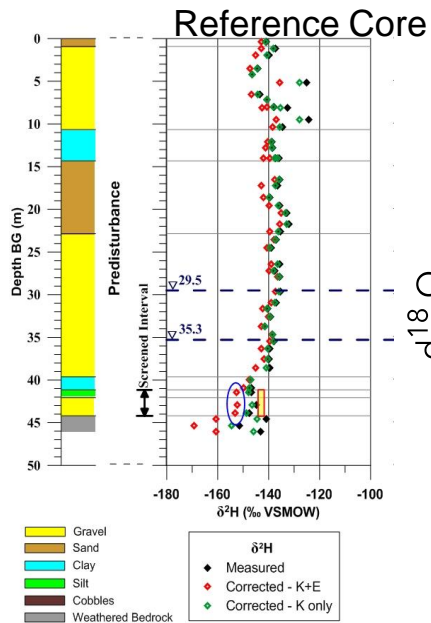 Reference Core
0
5
10
15
20
25
30
35
40
45
50
Depth BG (m)
Predisturbance
Screened Interval
29.5
35.3
d18O
-180 -160 -140 -120 -100
δ²H (‰ VSMOW)
Gravel
Sand
Clay
Silt
Cobbles
Weathered Bedrock
δ²H
Measured
Corrected - K+E
Corrected - K only